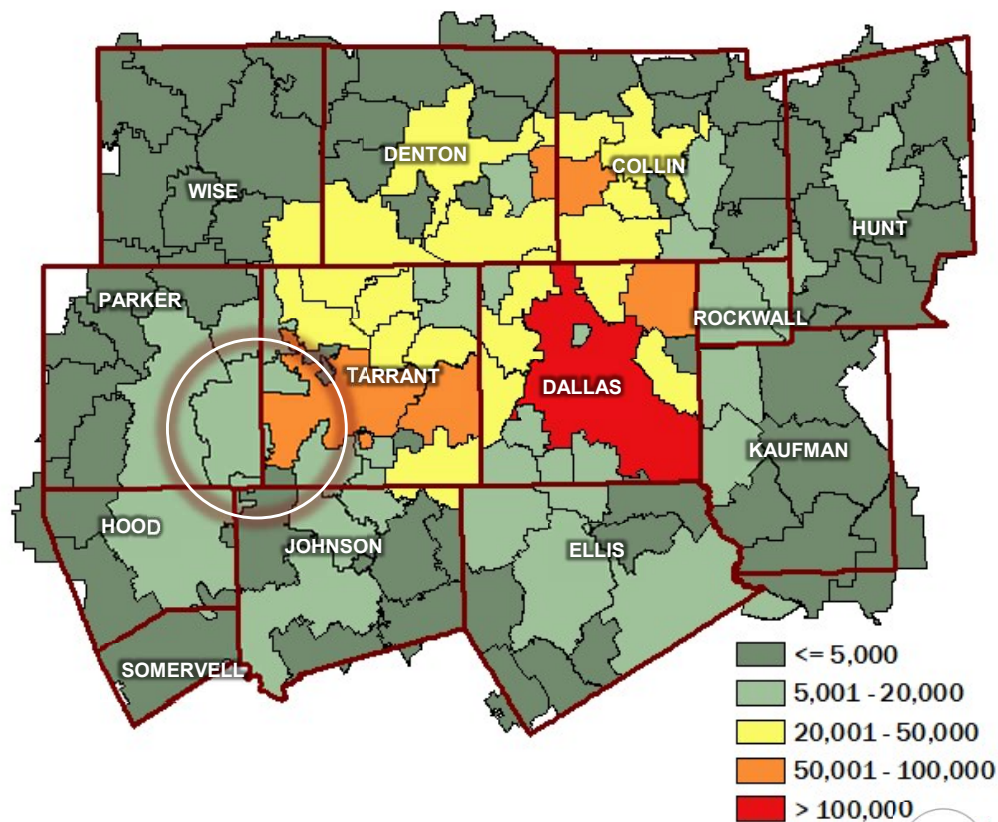 DENTON
COLLIN
WISE
HUNT
PARKER
ROCKWALL
TARRANT
DALLAS
KAUFMAN
HOOD
JOHNSON
ELLIS
SOMERVELL
<= 5,000
5,001 - 20,000
20,001 - 50,000
50,001 - 100,000
> 100,000